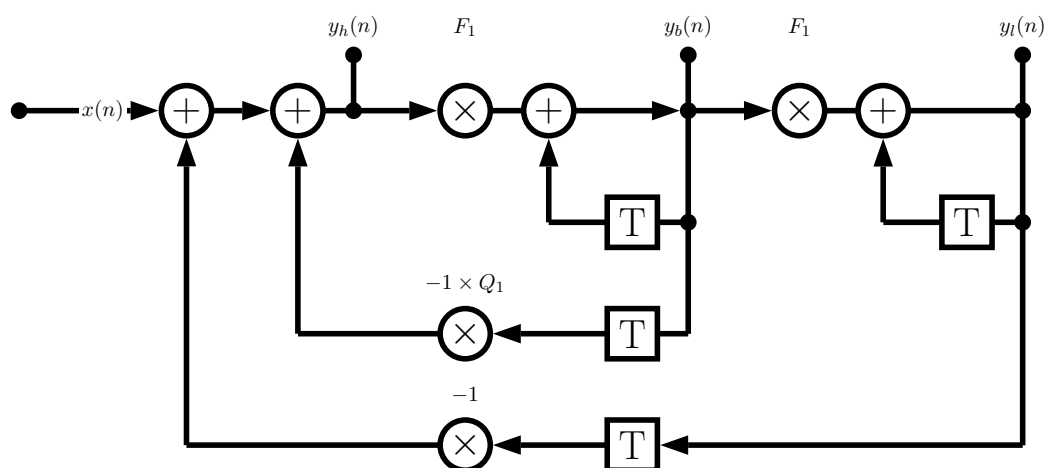 y_h(n) F_1 y_b(n) F_1 y_l(n)
x(n) + + × + × +
T T
−1 × Q_1
× T
−1
× T